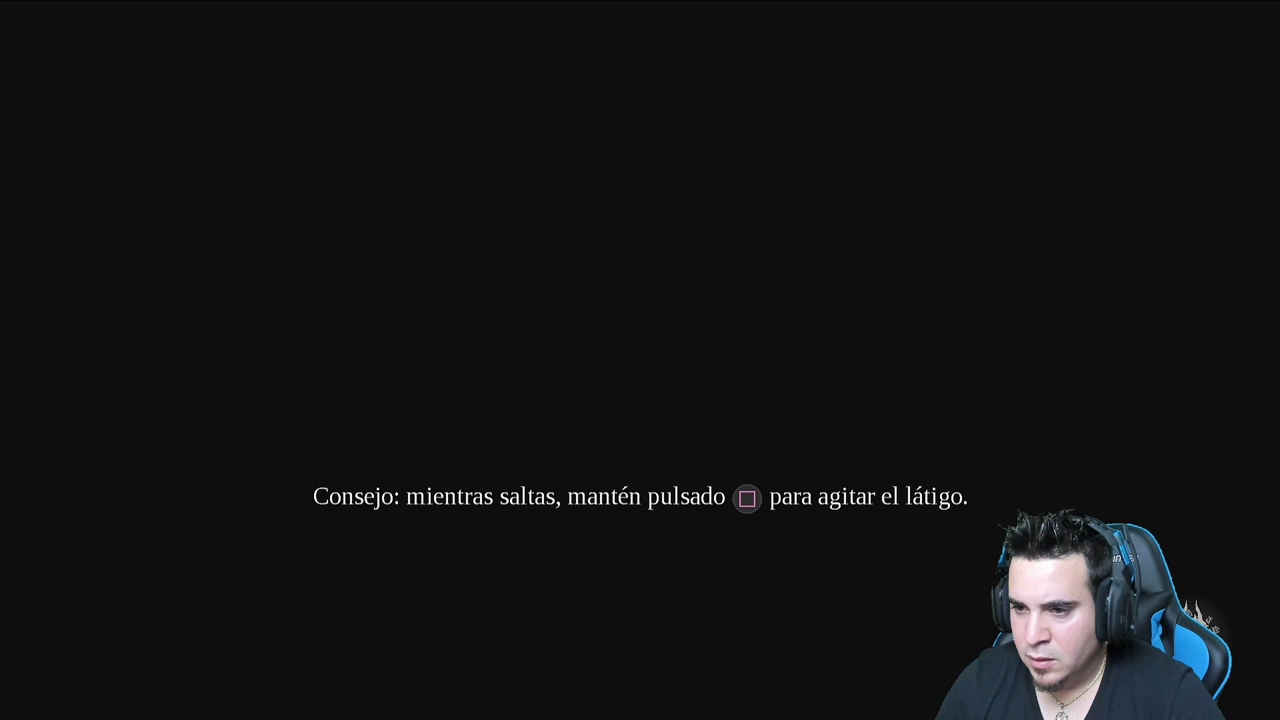 Consejo: mientras saltas, mantén pulsado □ para agitar el látigo.